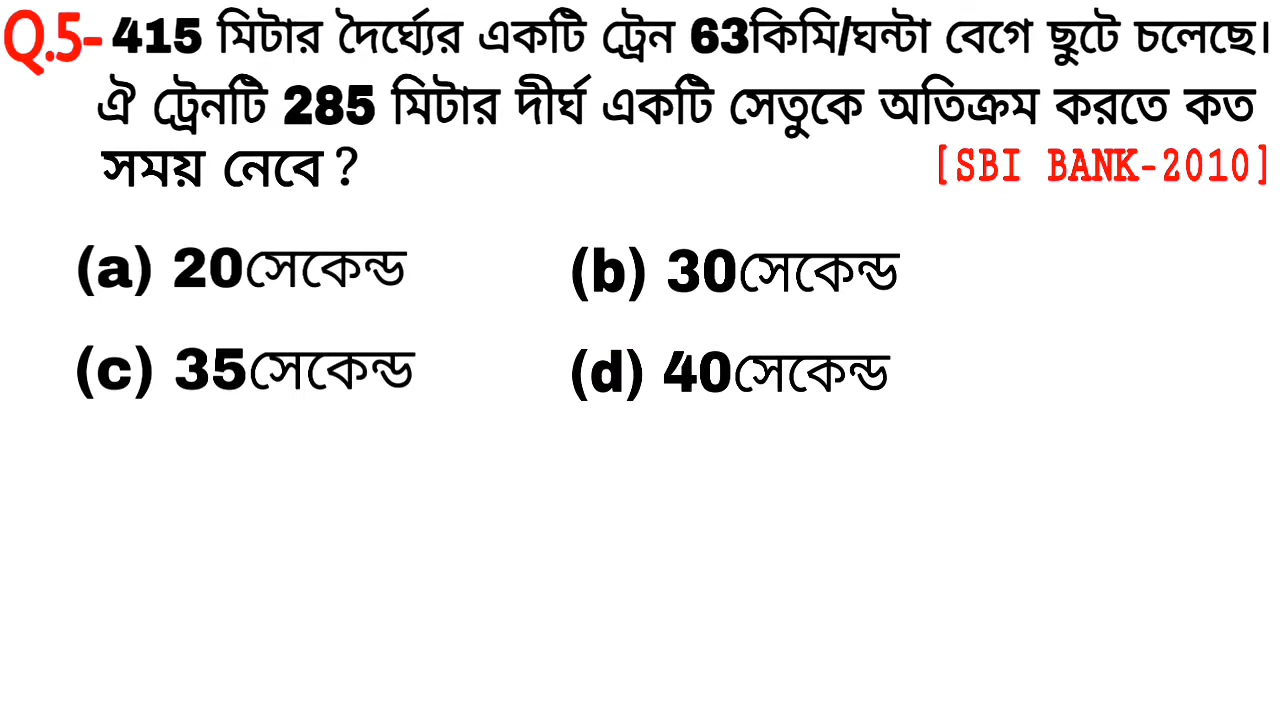 Q.5- 415 মিটার দৈর্ঘ্যের একটি ট্রেন 63কিমি/ঘন্টা বেগে ছুটে চলেছে।
ঐ ট্রেনটি 285 মিটার দীর্ঘ একটি সেতুকে অতিক্রম করতে কত
সময় নেবে ? [SBI BANK-2010]
(a) 20সেকেন্ড (b) 30সেকেন্ড
(c) 35সেকেন্ড (d) 40সেকেন্ড